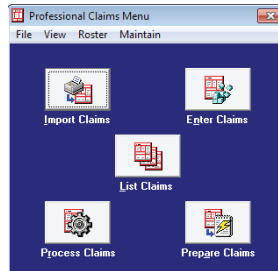 Professional Claims Menu
File View Roster Maintain
Import Claims Enter Claims
List Claims
Process Claims Prepare Claims